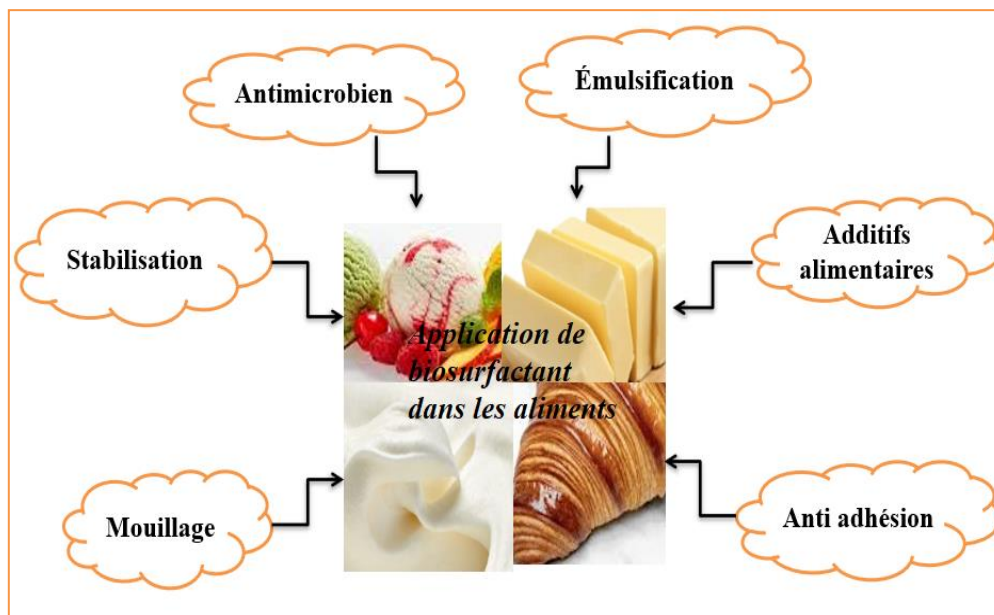 Antimicrobien
Émulsification
Stabilisation
Additifs
alimentaires
Application de
biosurfactant
dans les aliments
Mouillage
Anti adhésion